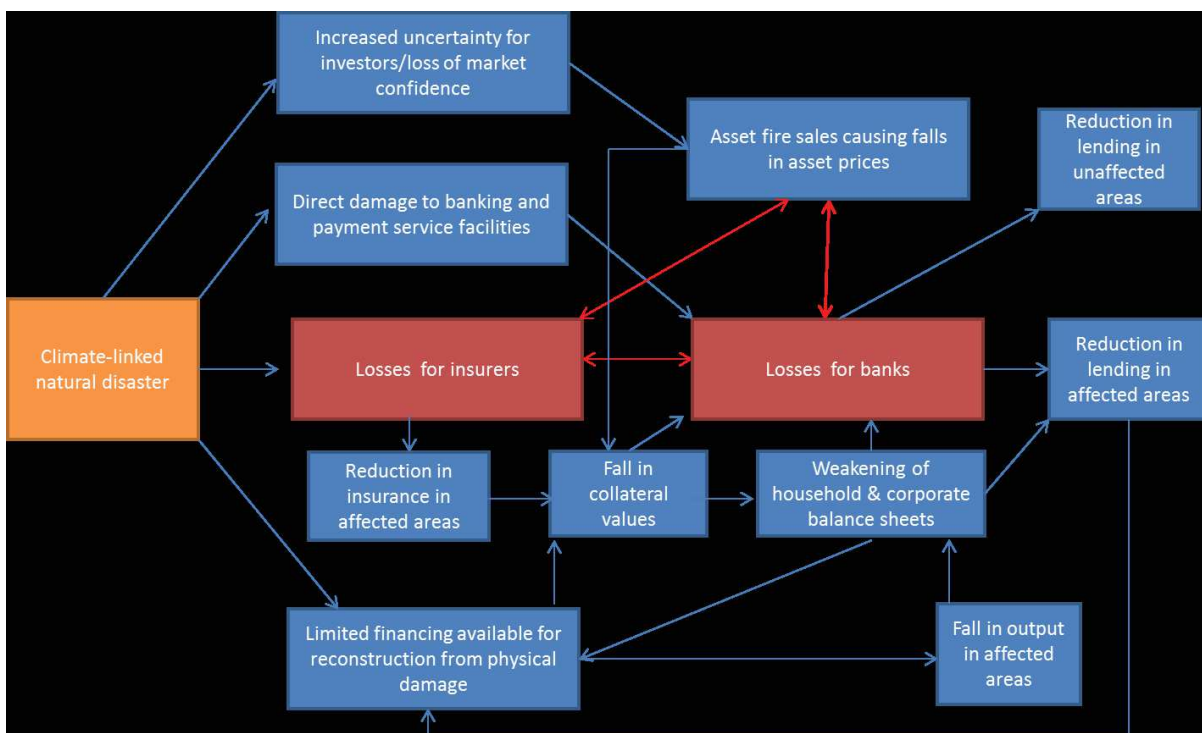 Increased uncertainty for
investors/loss of market
confidence
Asset fire sales causing falls
in asset prices
Reduction in
lending in
unaffected
areas
Direct damage to banking and
payment service facilities
Climate-linked
natural disaster
Losses for insurers
Losses for banks
Reduction in
lending in
affected areas
Reduction in
insurance in
affected areas
Fall in
collateral
values
Weakening of
household & corporate
balance sheets
Limited financing available for
reconstruction from physical
damage
Fall in output
in affected
areas